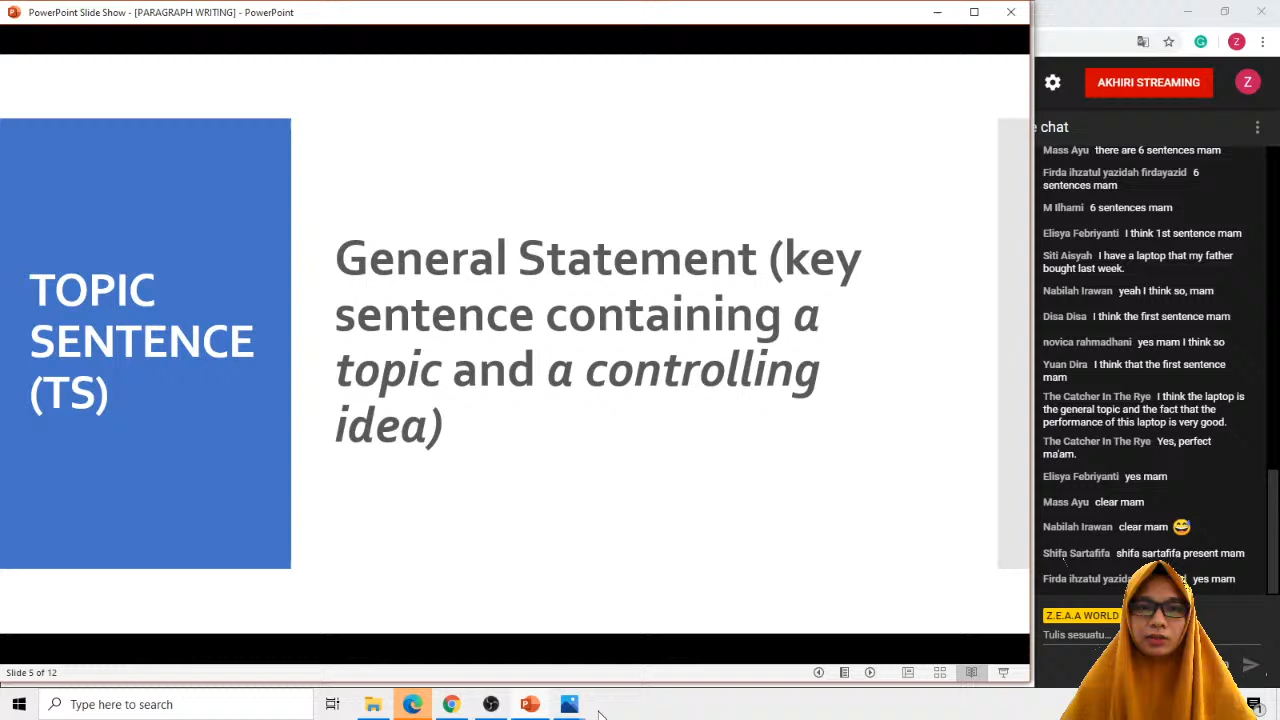 PowerPoint Slide Show - [PARAGRAPH WRITING] - PowerPoint
TOPIC
SENTENCE
(TS)
General Statement (key
sentence containing a
topic and a controlling
idea)
Slide 5 of 12
Type here to search
Z
AKHIRI STREAMING
Z
chat
Mass Ayu there are 6 sentences mam
Firda ihzatul yazidah firdayazid 6
sentences mam
M Ilhami 6 sentences mam
Elisya Febriyanti I think 1st sentence mam
Siti Aisyah I have a laptop that my father
bought last week.
Nabilah Irawan yeah I think so, mam
Disa Disa I think the first sentence mam
novica rahmadhani yes mam I think so
Yuan Dira I think that the first sentence
mam
The Catcher In The Rye I think the laptop is
the general topic and the fact that the
performance of this laptop is very good.
The Catcher In The Rye Yes, perfect
ma'am.
Elisya Febriyanti yes mam
Mass Ayu clear mam
Nabilah Irawan clear mam 😅
Shifa Sartafifa shifa sartafifa present mam
Firda ihzatul yes mam
Z.E.A.A WORLD
Tulis sesuatu...